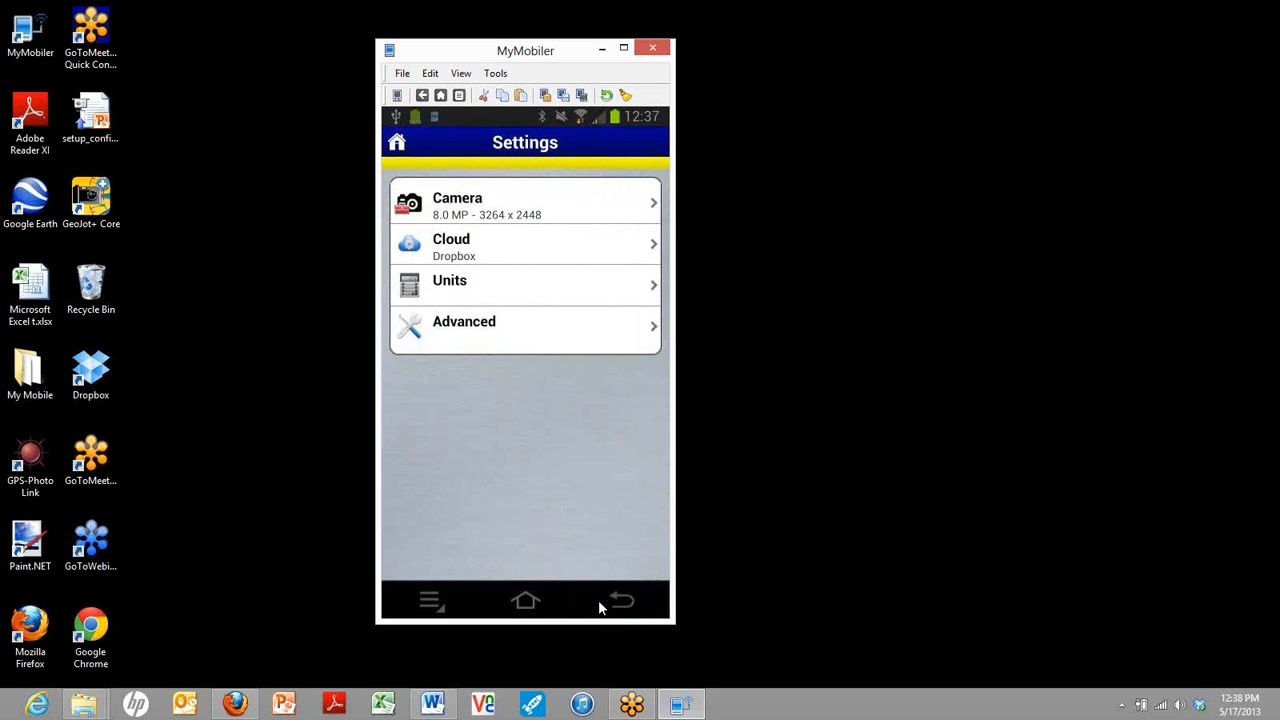 MyMobiler
GoToMeet...
Quick Con...
Adobe
Reader XI
setup_confi...
Google Earth
GeoJot+ Core
Microsoft
Excel t.xlsx
Recycle Bin
My Mobile
Dropbox
GPS-Photo
Link
GoToMeet...
Paint.NET
GoToWebi...
Mozilla
Firefox
Google
Chrome
MyMobiler
File Edit View Tools
12:37
Settings
Camera
8.0 MP - 3264 x 2448
Cloud
Dropbox
Units
Advanced
12:38 PM
5/17/2013